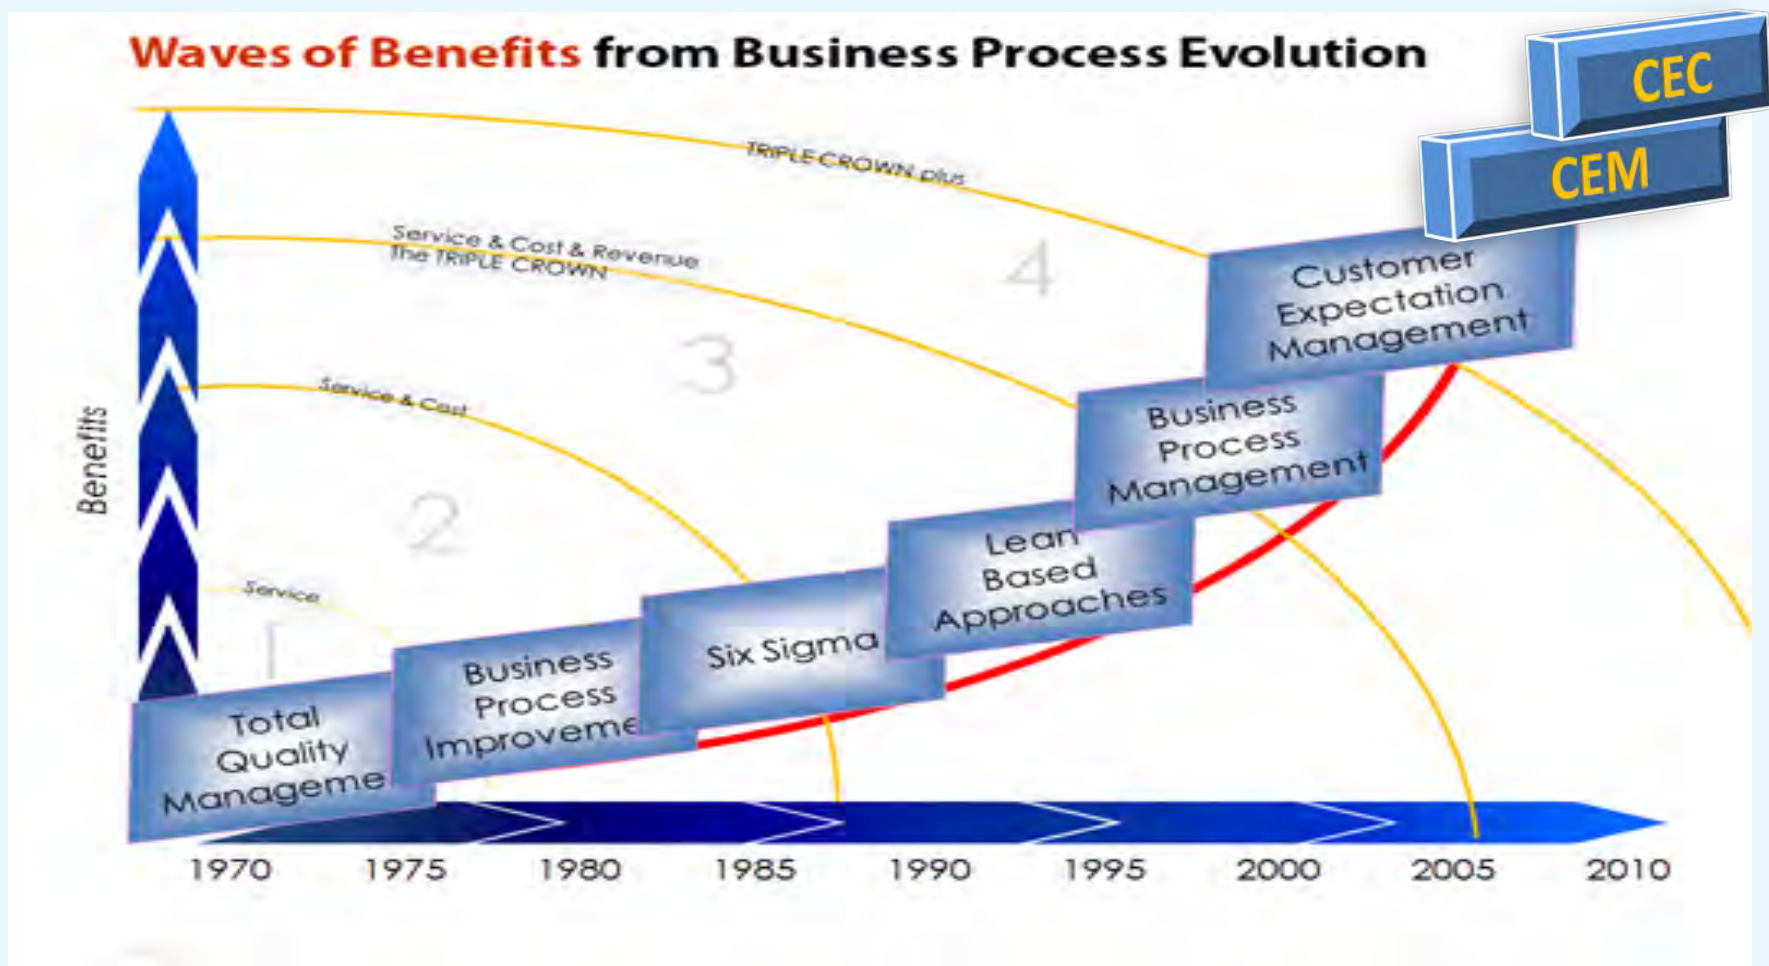 Waves of Benefits from Business Process Evolution
CEC
CEM
TRIPLE CROWN plus
Service & Cost & Revenue
The TRIPLE CROWN
4
Customer
Expectation
Management
3
Service & Cost
Business
Process
Management
Benefits
2
Lean
Based
Approaches
Service
1
Six Sigma
Business
Process
Improveme
Total
Quality
Manageme
1970
1975
1980
1985
1990
1995
2000
2005
2010